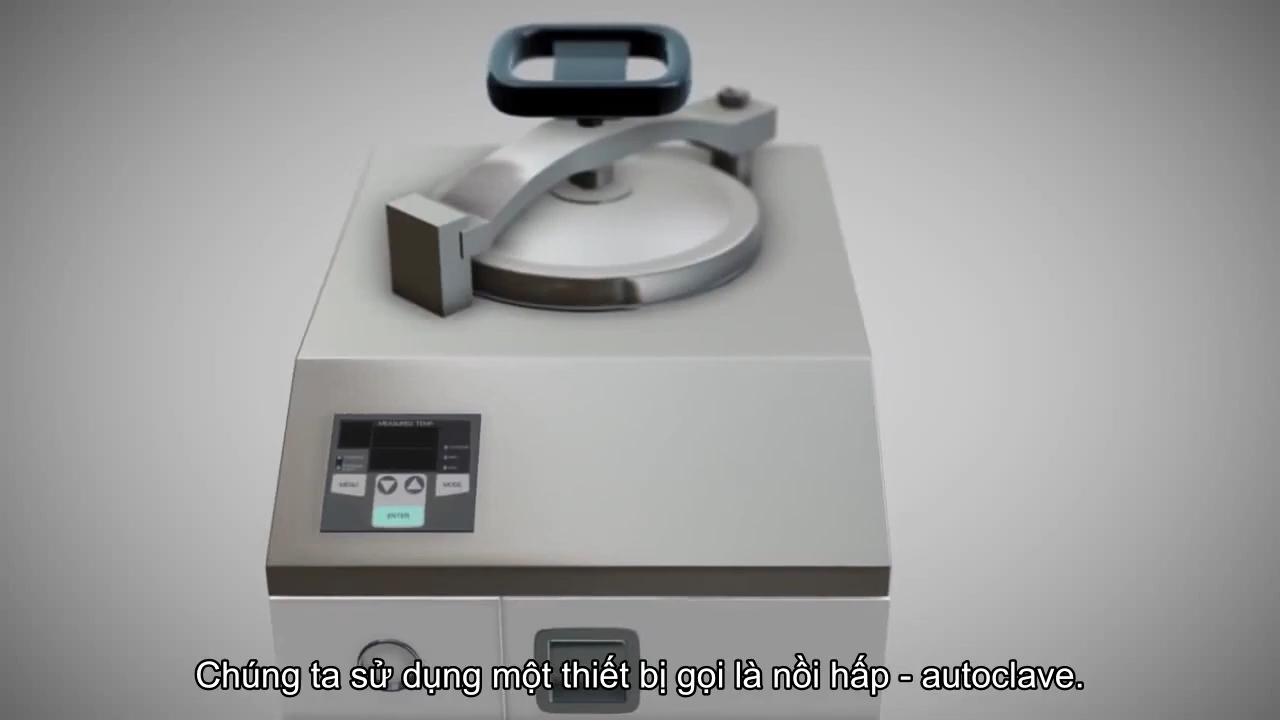 MEASURED TEMP
MENU
MODE
ENTER
Chúng ta sử dụng một thiết bị gọi là nồi hấp - autoclave.